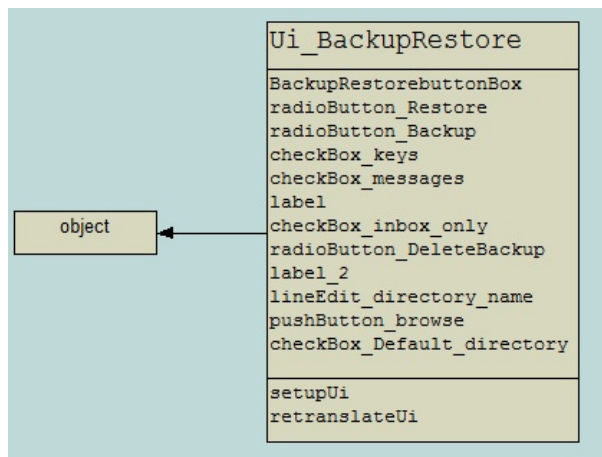 Ui_BackupRestore
BackupRestorebuttonBox
radioButton_Restore
radioButton_Backup
checkBox_keys
checkBox_messages
label
object
checkBox_inbox_only
radioButton_DeleteBackup
label_2
lineEdit_directory_name
pushButton_browse
checkBox_Default_directory
setupUi
retranslateUi